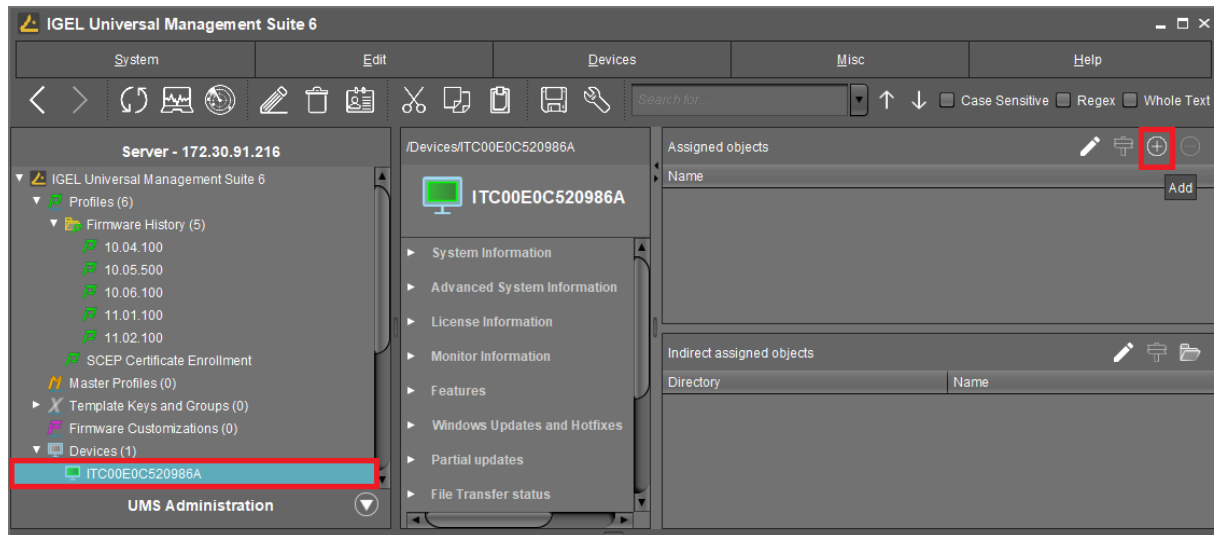 IGEL Universal Management Suite 6
System Edit Devices Misc Help
Search for... Case Sensitive Regex Whole Text
Server - 172.30.91.216
IGEL Universal Management Suite 6
Profiles (6)
Firmware History (5)
10.04.100
10.05.500
10.06.100
11.01.100
11.02.100
SCEP Certificate Enrollment
Master Profiles (0)
Template Keys and Groups (0)
Firmware Customizations (0)
Devices (1)
ITC00E0C520986A
UMS Administration
/Devices/ITC00E0C520986A
ITC00E0C520986A
System Information
Advanced System Information
License Information
Monitor Information
Features
Windows Updates and Hotfixes
Partial updates
File Transfer status
Assigned objects
Name
Add
Indirect assigned objects
Directory Name